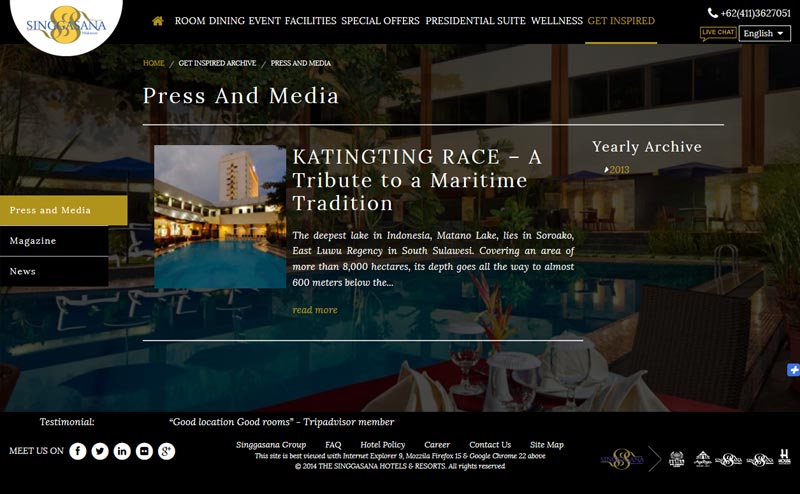 SINGGASANA
Makassar
ROOM DINING EVENT FACILITIES SPECIAL OFFERS PRESIDENTIAL SUITE WELLNESS GET INSPIRED
+62(411)3627051
LIVE CHAT
English
HOME / GET INSPIRED ARCHIVE / PRESS AND MEDIA
Press And Media
KATINGTING RACE – A
Tribute to a Maritime
Tradition
The deepest lake in Indonesia, Matano Lake, lies in Soroako,
East Luwu Regency in South Sulawesi. Covering an area of
more than 8,000 hectares, its depth goes all the way to almost
600 meters below the...
read more
Yearly Archive
2013
Press and Media
Magazine
News
Testimonial:
“Good location Good rooms” - Tripadvisor member
MEET US ON
Singgasana Group FAQ Hotel Policy Career Contact Us Site Map
This site is best viewed with Internet Explorer 9, Mozzila Firefox 15 & Google Chrome 22 above
© 2014 THE SINGGASANA HOTELS & RESORTS. All rights reserved
SINGGASANA